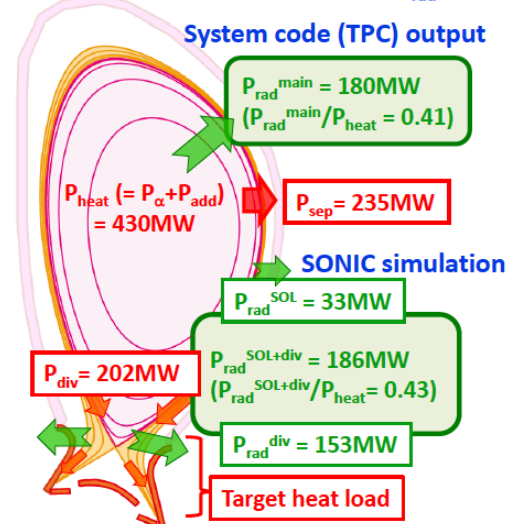 System code (TPC) output
P_rad^main = 180MW
(P_rad^main/P_heat = 0.41)
P_heat (= P_α+P_add)
= 430MW
P_sep= 235MW
SONIC simulation
P_rad^SOL = 33MW
P_rad^SOL+div = 186MW
(P_rad^SOL+div/P_heat= 0.43)
P_div= 202MW
P_rad^div = 153MW
Target heat load